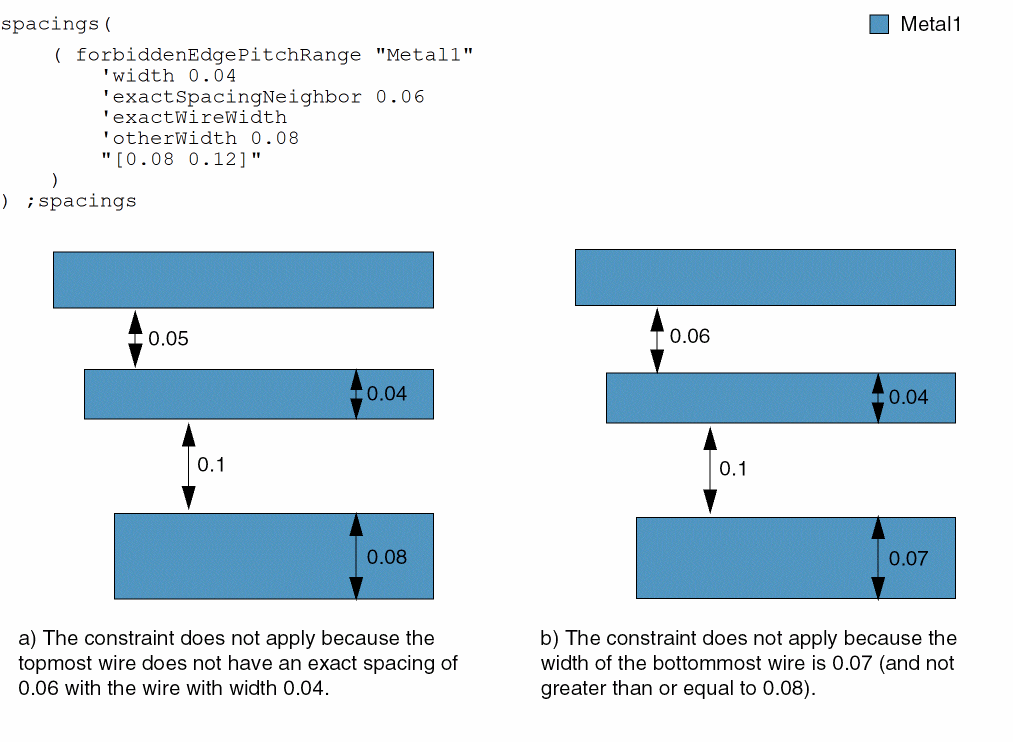 spacings(
( forbiddenEdgePitchRange "Metal1"
'width 0.04
'exactSpacingNeighbor 0.06
'exactWireWidth
'otherWidth 0.08
"[0.08 0.12]"
)
) ;spacings
Metal1
0.05
0.04
0.1
0.08
a) The constraint does not apply because the
topmost wire does not have an exact spacing of
0.06 with the wire with width 0.04.
0.06
0.04
0.1
0.07
b) The constraint does not apply because the
width of the bottommost wire is 0.07 (and not
greater than or equal to 0.08).